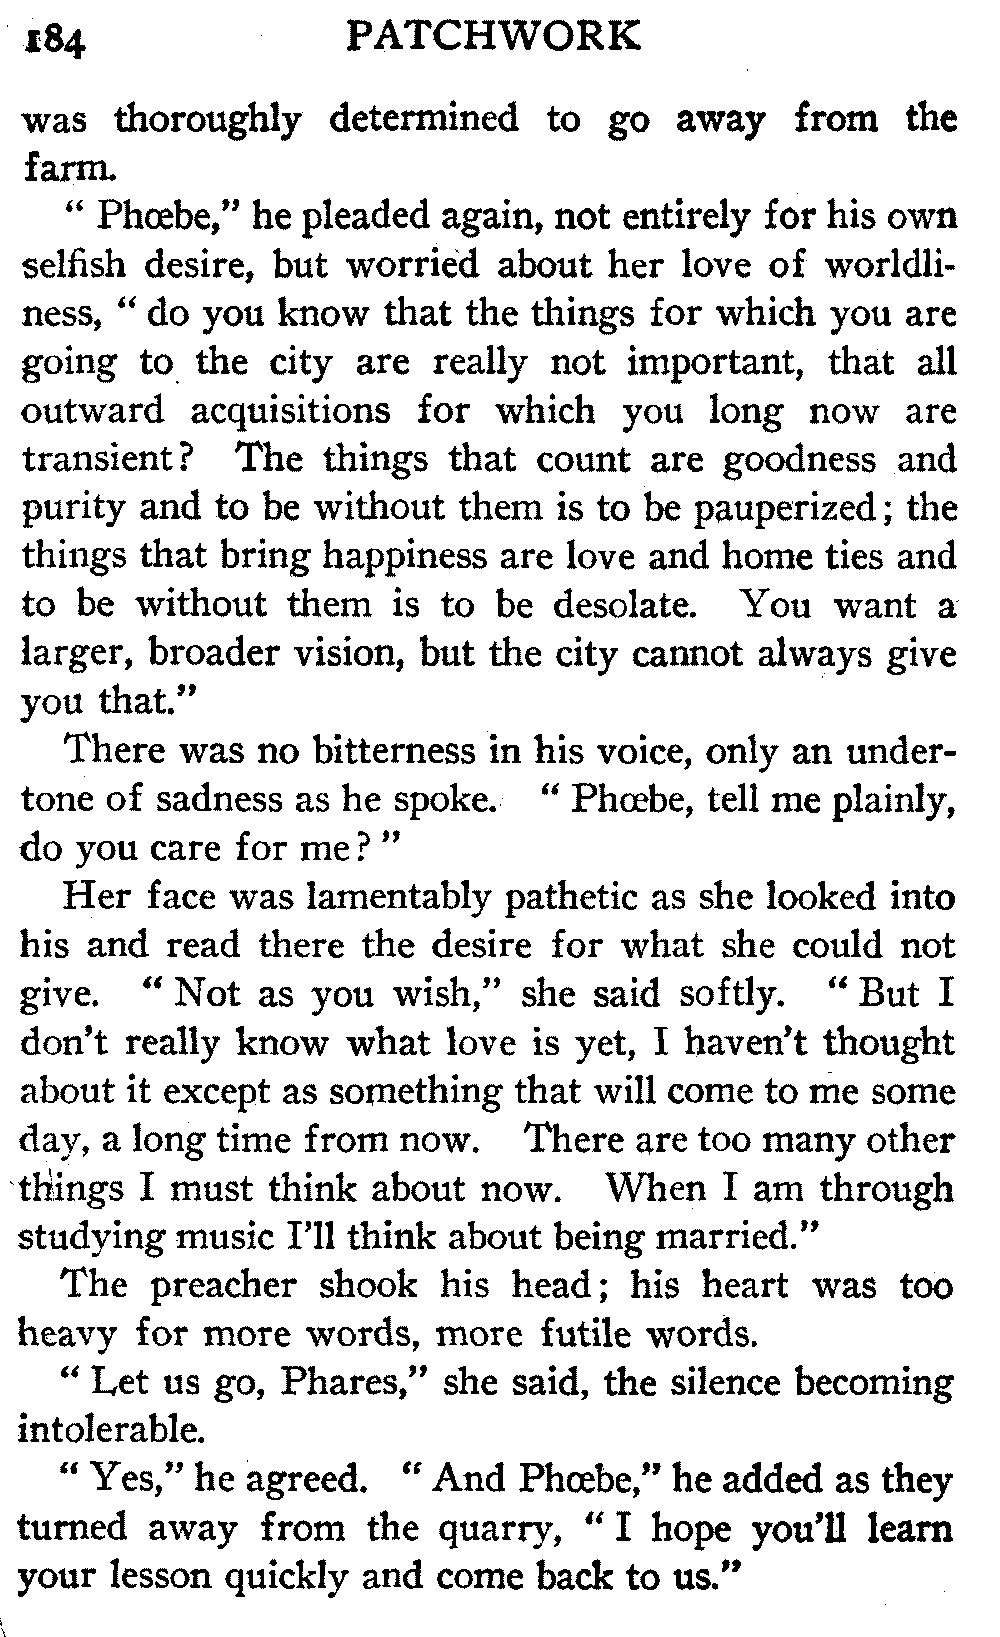 184 PATCHWORK
was thoroughly determined to go away from the
farm.
" Phœbe," he pleaded again, not entirely for his own
selfish desire, but worried about her love of worldli-
ness, " do you know that the things for which you are
going to the city are really not important, that all
outward acquisitions for which you long now are
transient? The things that count are goodness and
purity and to be without them is to be pauperized; the
things that bring happiness are love and home ties and
to be without them is to be desolate. You want a
larger, broader vision, but the city cannot always give
you that."
There was no bitterness in his voice, only an under-
tone of sadness as he spoke. " Phœbe, tell me plainly,
do you care for me? "
Her face was lamentably pathetic as she looked into
his and read there the desire for what she could not
give. " Not as you wish," she said softly. " But I
don't really know what love is yet, I haven't thought
about it except as something that will come to me some
day, a long time from now. There are too many other
things I must think about now. When I am through
studying music I'll think about being married."
The preacher shook his head; his heart was too
heavy for more words, more futile words.
" Let us go, Phares," she said, the silence becoming
intolerable.
" Yes," he agreed. " And Phœbe," he added as they
turned away from the quarry, " I hope you'll learn
your lesson quickly and come back to us."